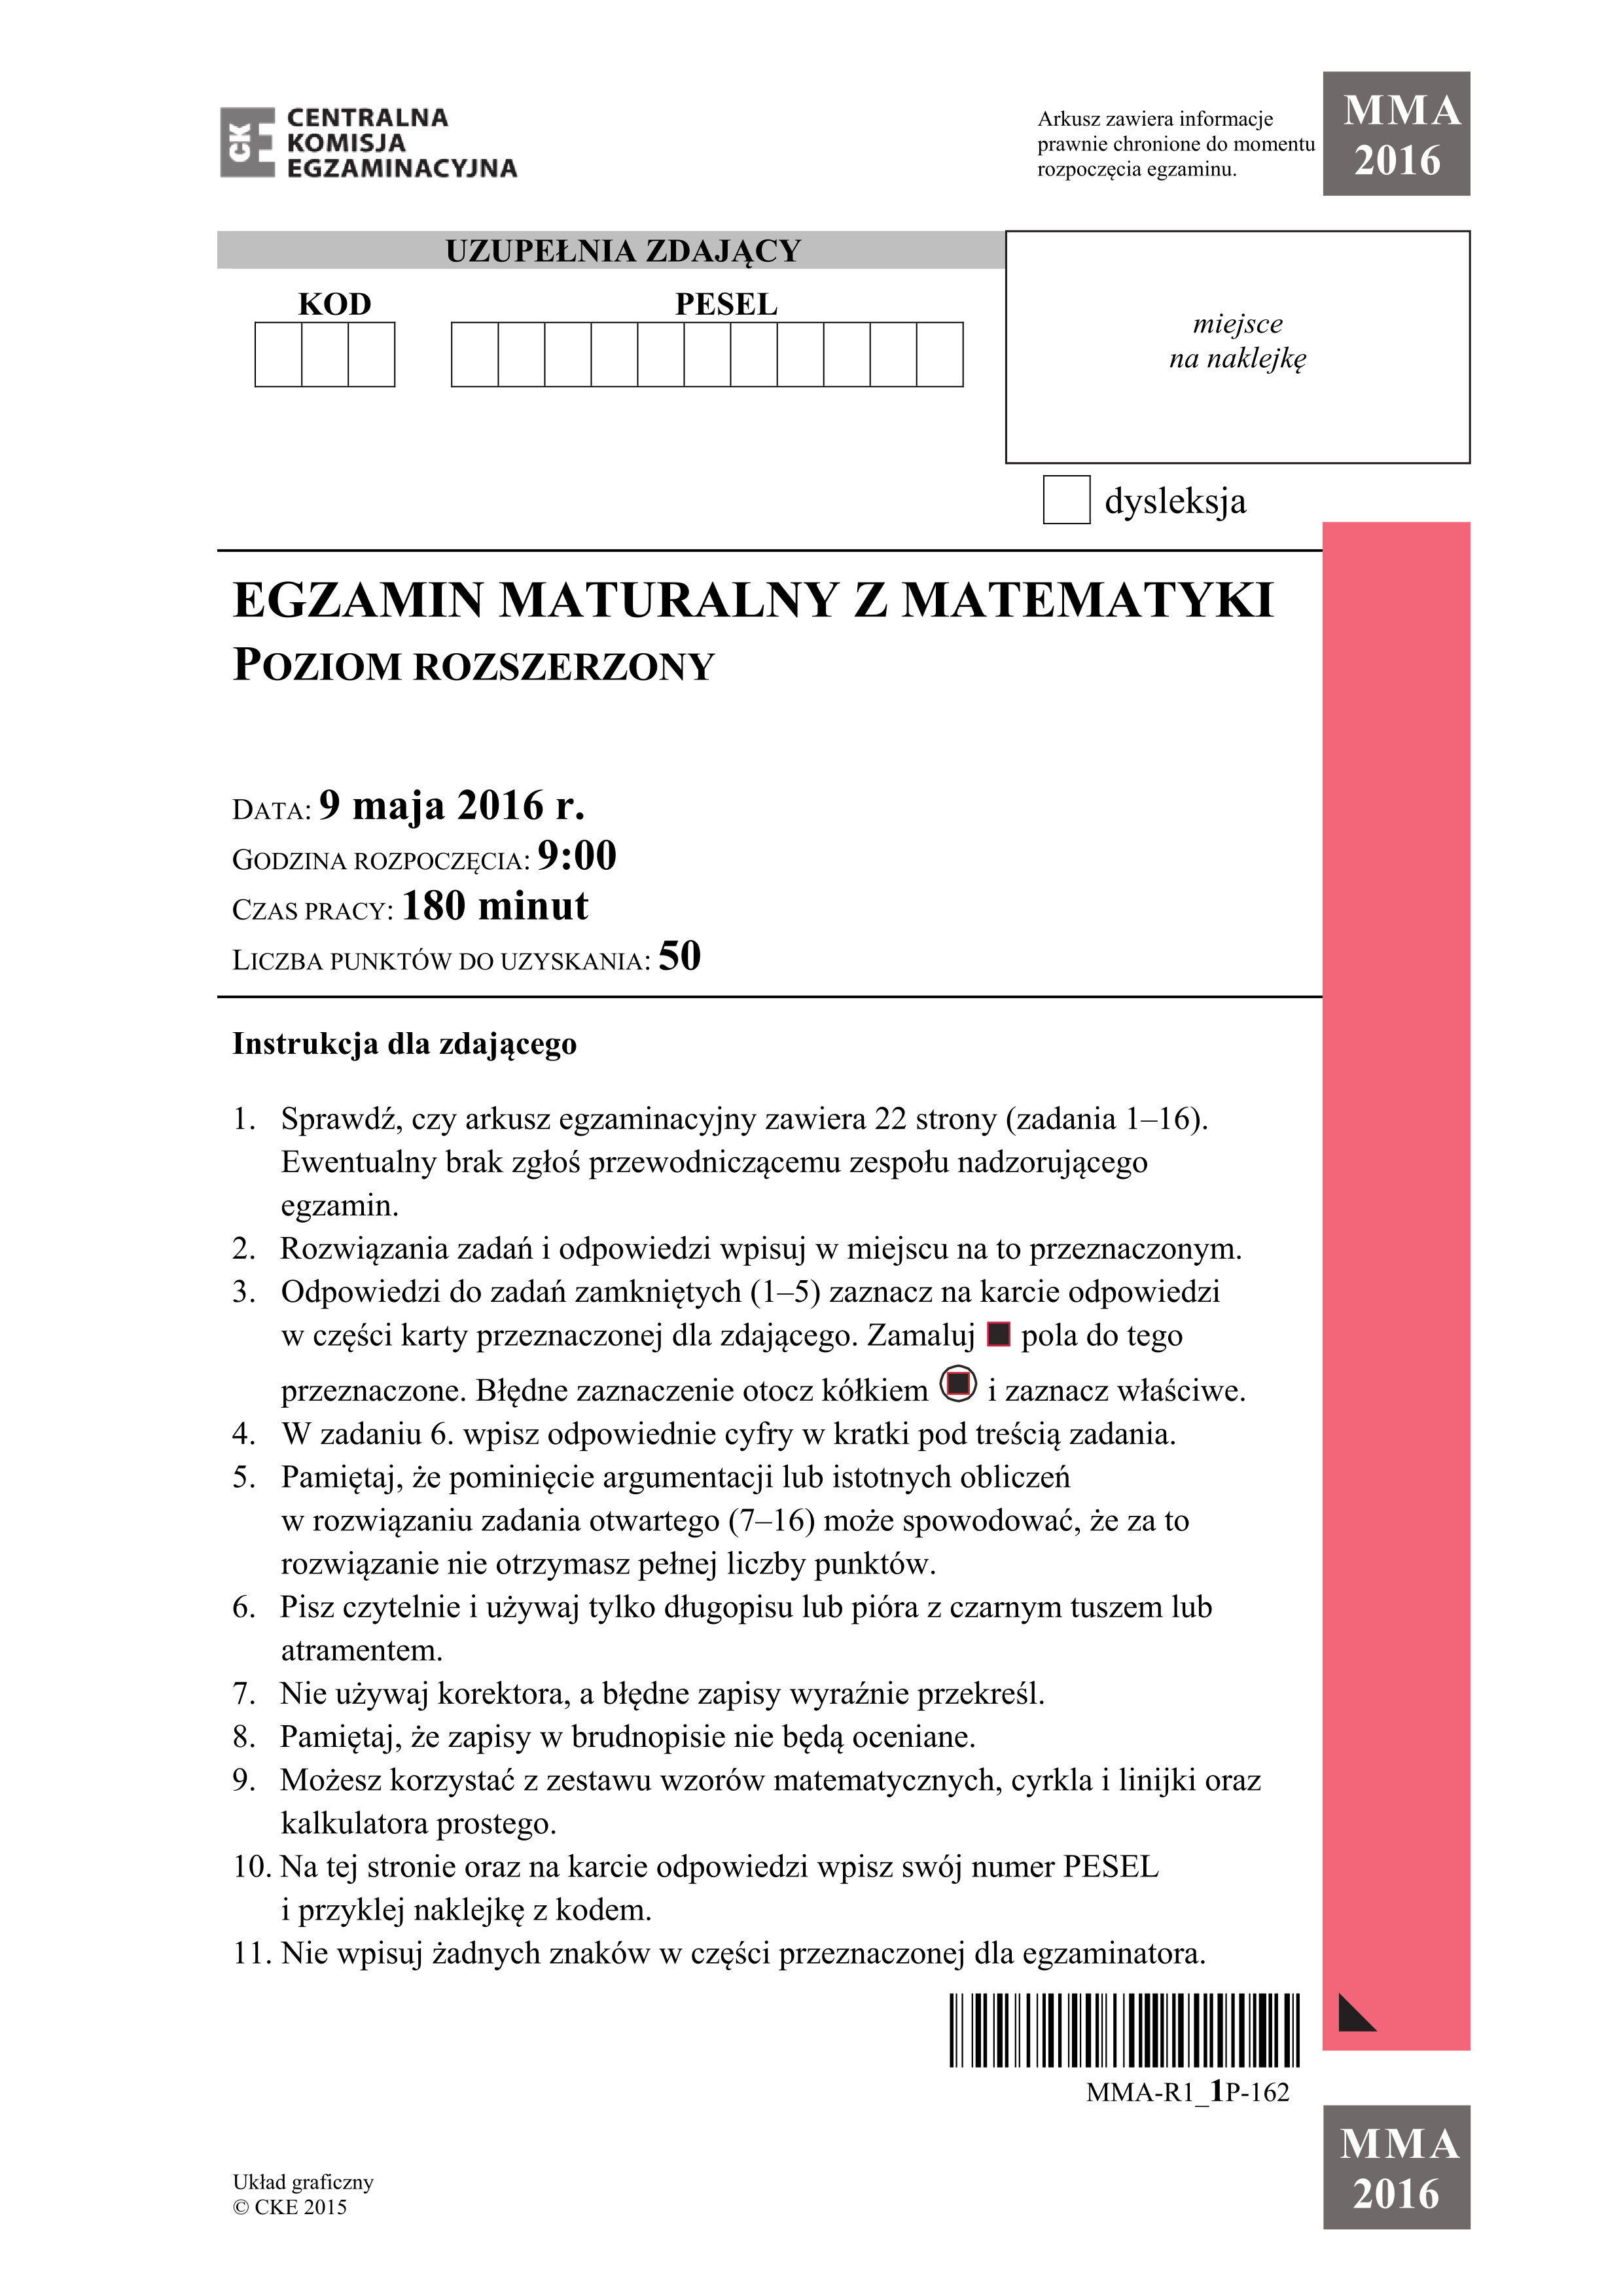 CK
CENTRALNA
KOMISJA
EGZAMINACYJNA
Arkusz zawiera informacje
prawnie chronione do momentu
rozpoczęcia egzaminu.
MMA
2016
UZUPEŁNIA ZDAJĄCY
KOD
PESEL
miejsce
na naklejkę
dysleksja
EGZAMIN MATURALNY Z MATEMATYKI
POZIOM ROZSZERZONY
DATA: 9 maja 2016 r.
GODZINA ROZPOCZĘCIA: 9:00
CZAS PRACY: 180 minut
LICZBA PUNKTÓW DO UZYSKANIA: 50
Instrukcja dla zdającego
1. Sprawdź, czy arkusz egzaminacyjny zawiera 22 strony (zadania 1–16).
Ewentualny brak zgłoś przewodniczącemu zespołu nadzorującego
egzamin.
2. Rozwiązania zadań i odpowiedzi wpisuj w miejscu na to przeznaczonym.
3. Odpowiedzi do zadań zamkniętych (1–5) zaznacz na karcie odpowiedzi
w części karty przeznaczonej dla zdającego. Zamaluj pola do tego
przeznaczone. Błędne zaznaczenie otocz kółkiem i zaznacz właściwe.
4. W zadaniu 6. wpisz odpowiednie cyfry w kratki pod treścią zadania.
5. Pamiętaj, że pominięcie argumentacji lub istotnych obliczeń
w rozwiązaniu zadania otwartego (7–16) może spowodować, że za to
rozwiązanie nie otrzymasz pełnej liczby punktów.
6. Pisz czytelnie i używaj tylko długopisu lub pióra z czarnym tuszem lub
atramentem.
7. Nie używaj korektora, a błędne zapisy wyraźnie przekreśl.
8. Pamiętaj, że zapisy w brudnopisie nie będą oceniane.
9. Możesz korzystać z zestawu wzorów matematycznych, cyrkla i linijki oraz
kalkulatora prostego.
10. Na tej stronie oraz na karcie odpowiedzi wpisz swój numer PESEL
i przyklej naklejkę z kodem.
11. Nie wpisuj żadnych znaków w części przeznaczonej dla egzaminatora.
MMA-R1_1P-162
MMA
2016
Układ graficzny
© CKE 2015